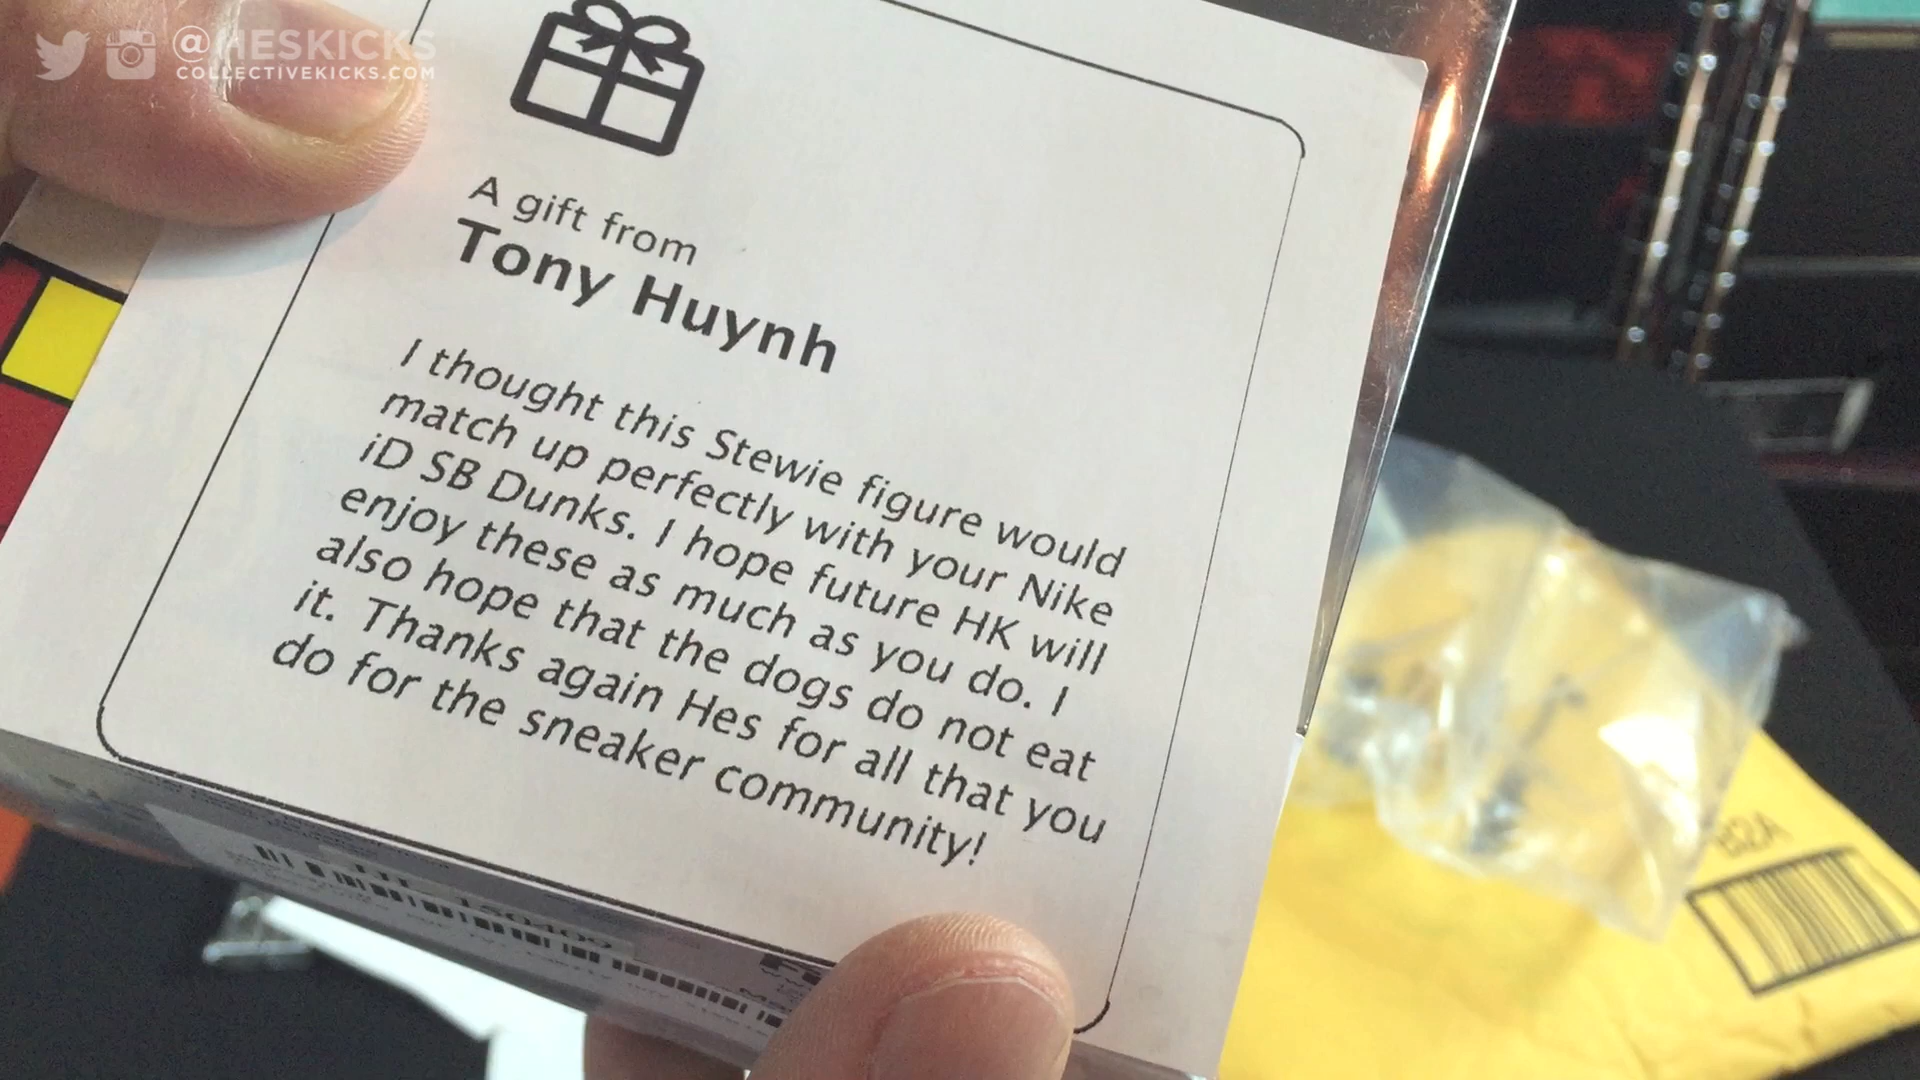 @HESKICKS
COLLECTIVEKICKS.COM
A gift from
Tony Huynh
I thought this Stewie figure would
match up perfectly with your Nike
iD SB Dunks. I hope future HK will
enjoy these as much as you do. I
also hope that the dogs do not eat
it. Thanks again Hes for all that you
do for the sneaker community!
B2A